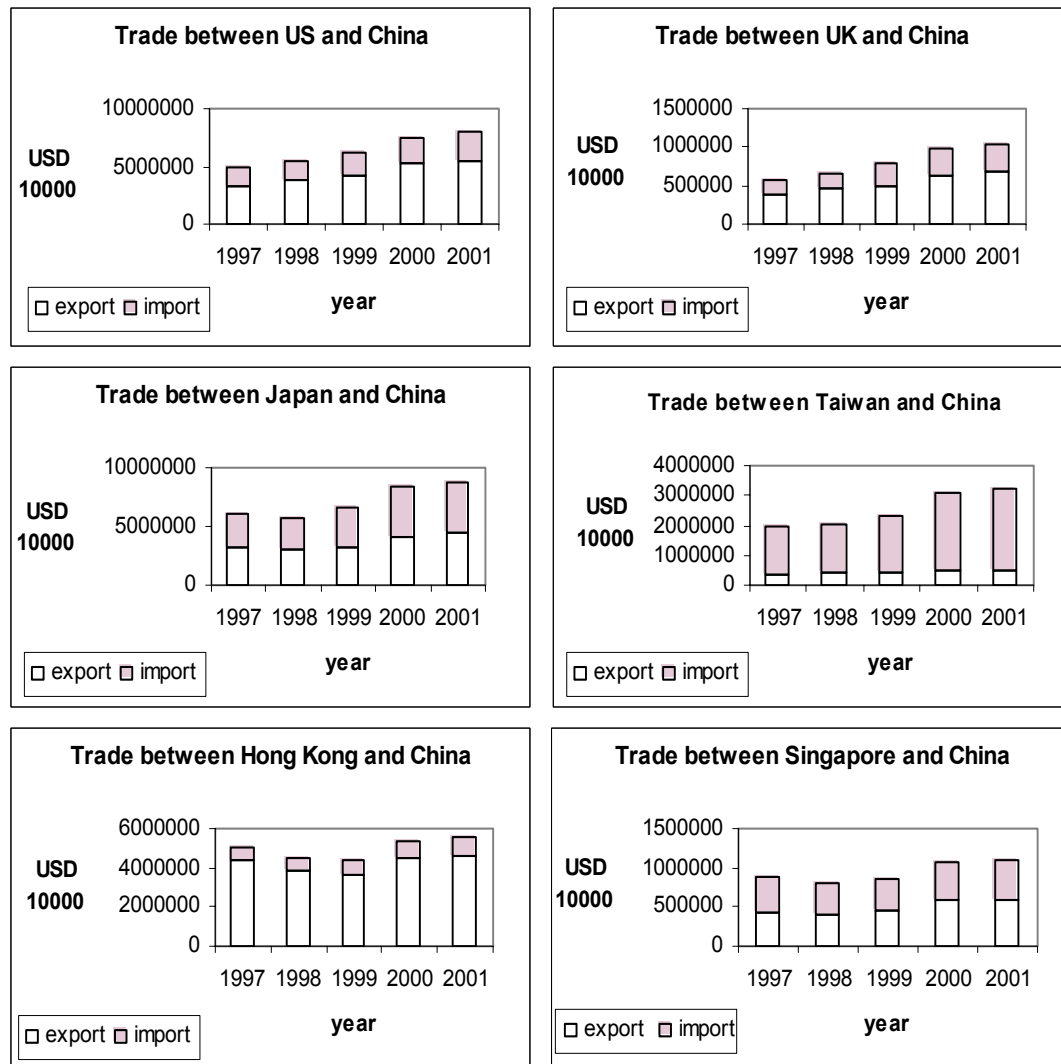 Trade between US and China
10000000
5000000
0
USD
10000
1997 1998 1999 2000 2001
year
export import
Trade between UK and China
1500000
1000000
500000
0
USD
10000
1997 1998 1999 2000 2001
year
export import
Trade between Japan and China
10000000
5000000
0
USD
10000
1997 1998 1999 2000 2001
year
export import
Trade between Taiwan and China
4000000
3000000
2000000
1000000
0
USD
10000
1997 1998 1999 2000 2001
year
export import
Trade between Hong Kong and China
6000000
4000000
2000000
0
USD
10000
1997 1998 1999 2000 2001
year
export import
Trade between Singapore and China
1500000
1000000
500000
0
USD
10000
1997 1998 1999 2000 2001
year
export import